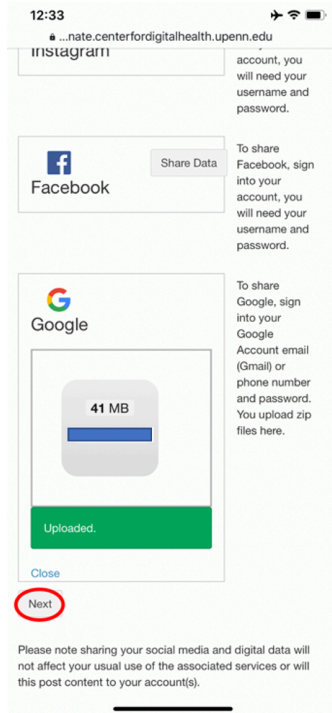 12:33
...nate.centerfordigitalhealth.upenn.edu
Instagram
account, you
will need your
username and
password.
Facebook
Share Data
To share
Facebook, sign
into your
account, you
will need your
username and
password.
Google
41 MB
Uploaded.
Close
To share
Google, sign
into your
Google
Account email
(Gmail) or
phone number
and password.
You upload zip
files here.
Next
Please note sharing your social media and digital data will
not affect your usual use of the associated services or will
this post content to your account(s).